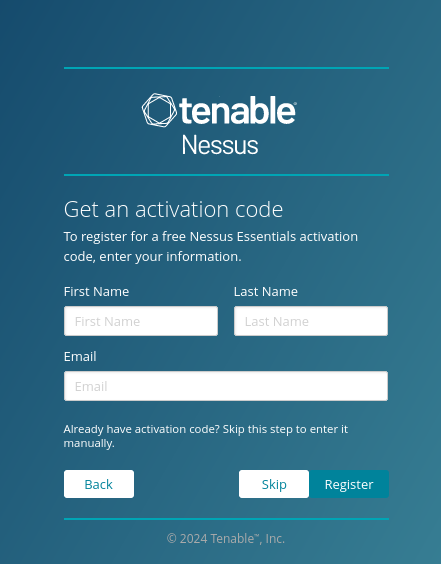 tenable®
Nessus
Get an activation code
To register for a free Nessus Essentials activation
code, enter your information.
First Name Last Name
First Name Last Name
Email
Email
Already have activation code? Skip this step to enter it
manually.
Back Skip Register
© 2024 Tenable™, Inc.